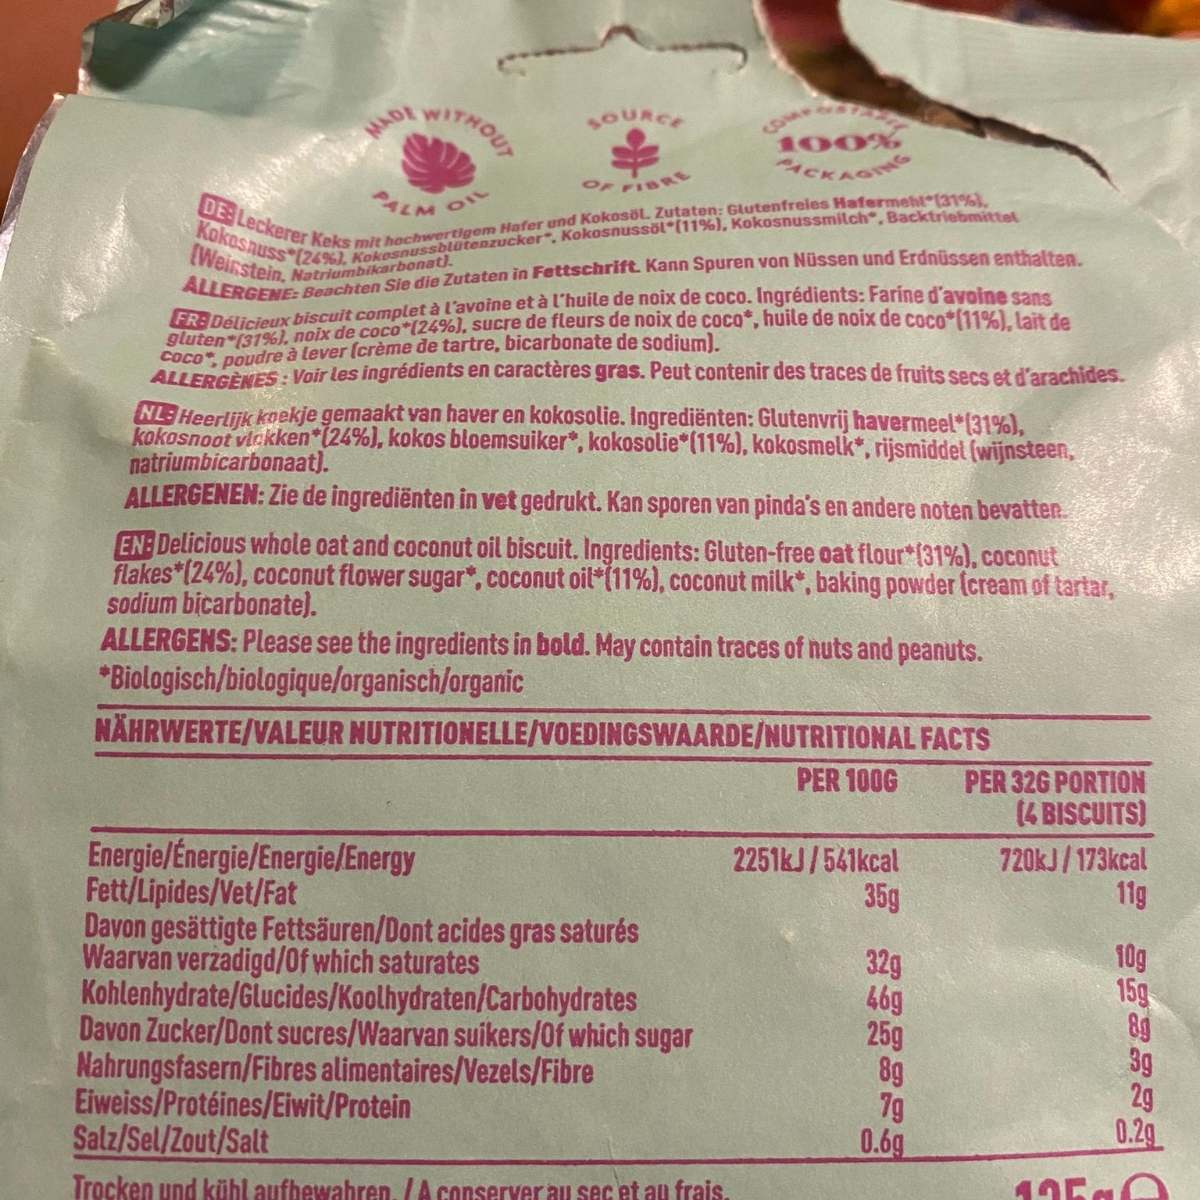 MADE WITHOUT PALM OIL
SOURCE OF FIBRE
COMPOSTABLE 100% PACKAGING
DE: Leckerer Keks mit hochwertigem Hafer und Kokosöl. Zutaten: Glutenfreies Hafermehl*(31%),
Kokosnuss*(24%), Kokosnussblütenzucker*, Kokosnussöl*(11%), Kokosnussmilch*, Backtriebmittel
(Weinstein, Natriumbikarbonat).
ALLERGENE: Beachten Sie die Zutaten in Fettschrift. Kann Spuren von Nüssen und Erdnüssen enthalten.
FR: Délicieux biscuit complet à l'avoine et à l'huile de noix de coco. Ingrédients: Farine d'avoine sans
gluten*(31%), noix de coco*(24%), sucre de fleurs de noix de coco*, huile de noix de coco*(11%), lait de
coco*, poudre à lever (crème de tartre, bicarbonate de sodium).
ALLERGÈNES : Voir les ingrédients en caractères gras. Peut contenir des traces de fruits secs et d'arachides.
NL: Heerlijk koekje gemaakt van haver en kokosolie. Ingrediënten: Glutenvrij havermeel*(31%),
kokosnoot vlokken*(24%), kokos bloemsuiker*, kokosolie*(11%), kokosmelk*, rijsmiddel (wijnsteen,
natriumbicarbonaat).
ALLERGENEN: Zie de ingrediënten in vet gedrukt. Kan sporen van pinda's en andere noten bevatten.
EN: Delicious whole oat and coconut oil biscuit. Ingredients: Gluten-free oat flour*(31%), coconut
flakes*(24%), coconut flower sugar*, coconut oil*(11%), coconut milk*, baking powder (cream of tartar,
sodium bicarbonate).
ALLERGENS: Please see the ingredients in bold. May contain traces of nuts and peanuts.
*Biologisch/biologique/organisch/organic
NÄHRWERTE/VALEUR NUTRITIONELLE/VOEDINGSWAARDE/NUTRITIONAL FACTS
PER 100G PER 32G PORTION
(4 BISCUITS)
Energie/Énergie/Energie/Energy 2251kJ / 541kcal 720kJ / 173kcal
Fett/Lipides/Vet/Fat 35g 11g
Davon gesättigte Fettsäuren/Dont acides gras saturés
Waarvan verzadigd/Of which saturates 32g 10g
Kohlenhydrate/Glucides/Koolhydraten/Carbohydrates 46g 15g
Davon Zucker/Dont sucres/Waarvan suikers/Of which sugar 25g 8g
Nahrungsfasern/Fibres alimentaires/Vezels/Fibre 8g 3g
Eiweiss/Protéines/Eiwit/Protein 7g 2g
Salz/Sel/Zout/Salt 0.6g 0.2g
Trocken und kühl aufbewahren. / A conserver au sec et au frais.